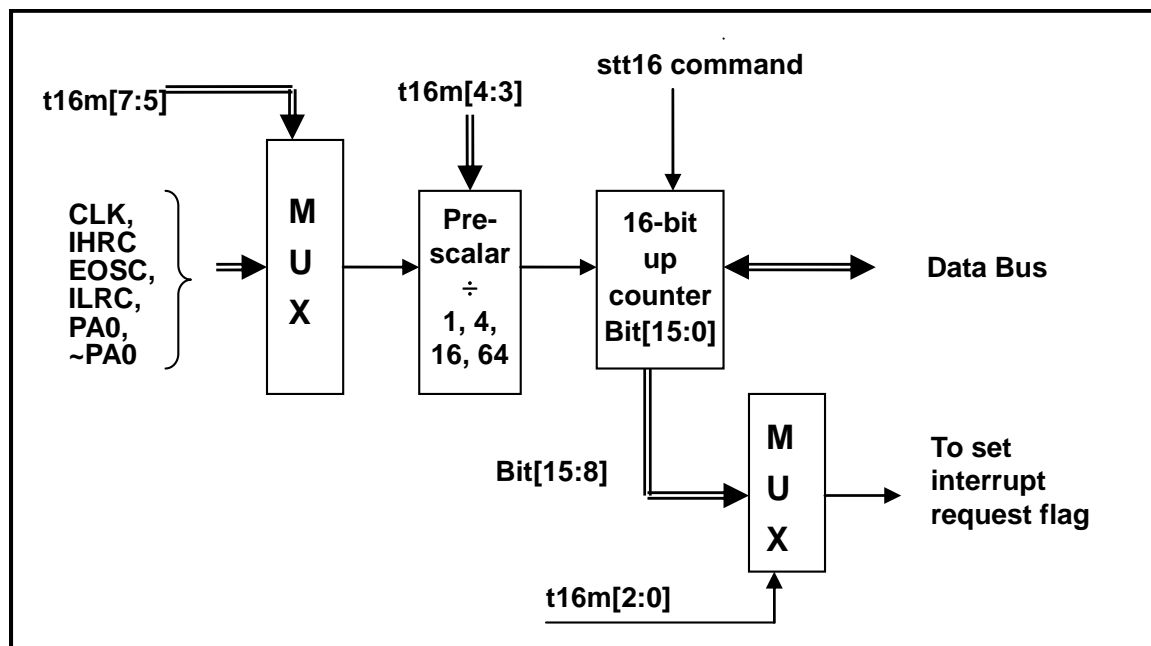 stt16 command
t16m[7:5]
t16m[4:3]
CLK,
IHRC
EOSC,
ILRC,
PA0,
~PA0
M
U
X
Pre-
scalar
÷
1, 4,
16, 64
16-bit
up
counter
Bit[15:0]
Data Bus
Bit[15:8]
M
U
X
To set
interrupt
request flag
t16m[2:0]